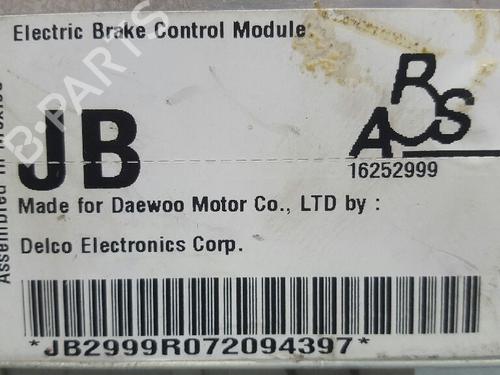 Electric Brake Control Module
JB
ABS
16252999
Made for Daewoo Motor Co., LTD by :
Delco Electronics Corp.
*JB2999R072094397*
Assembled in Mexico
B-PARTS